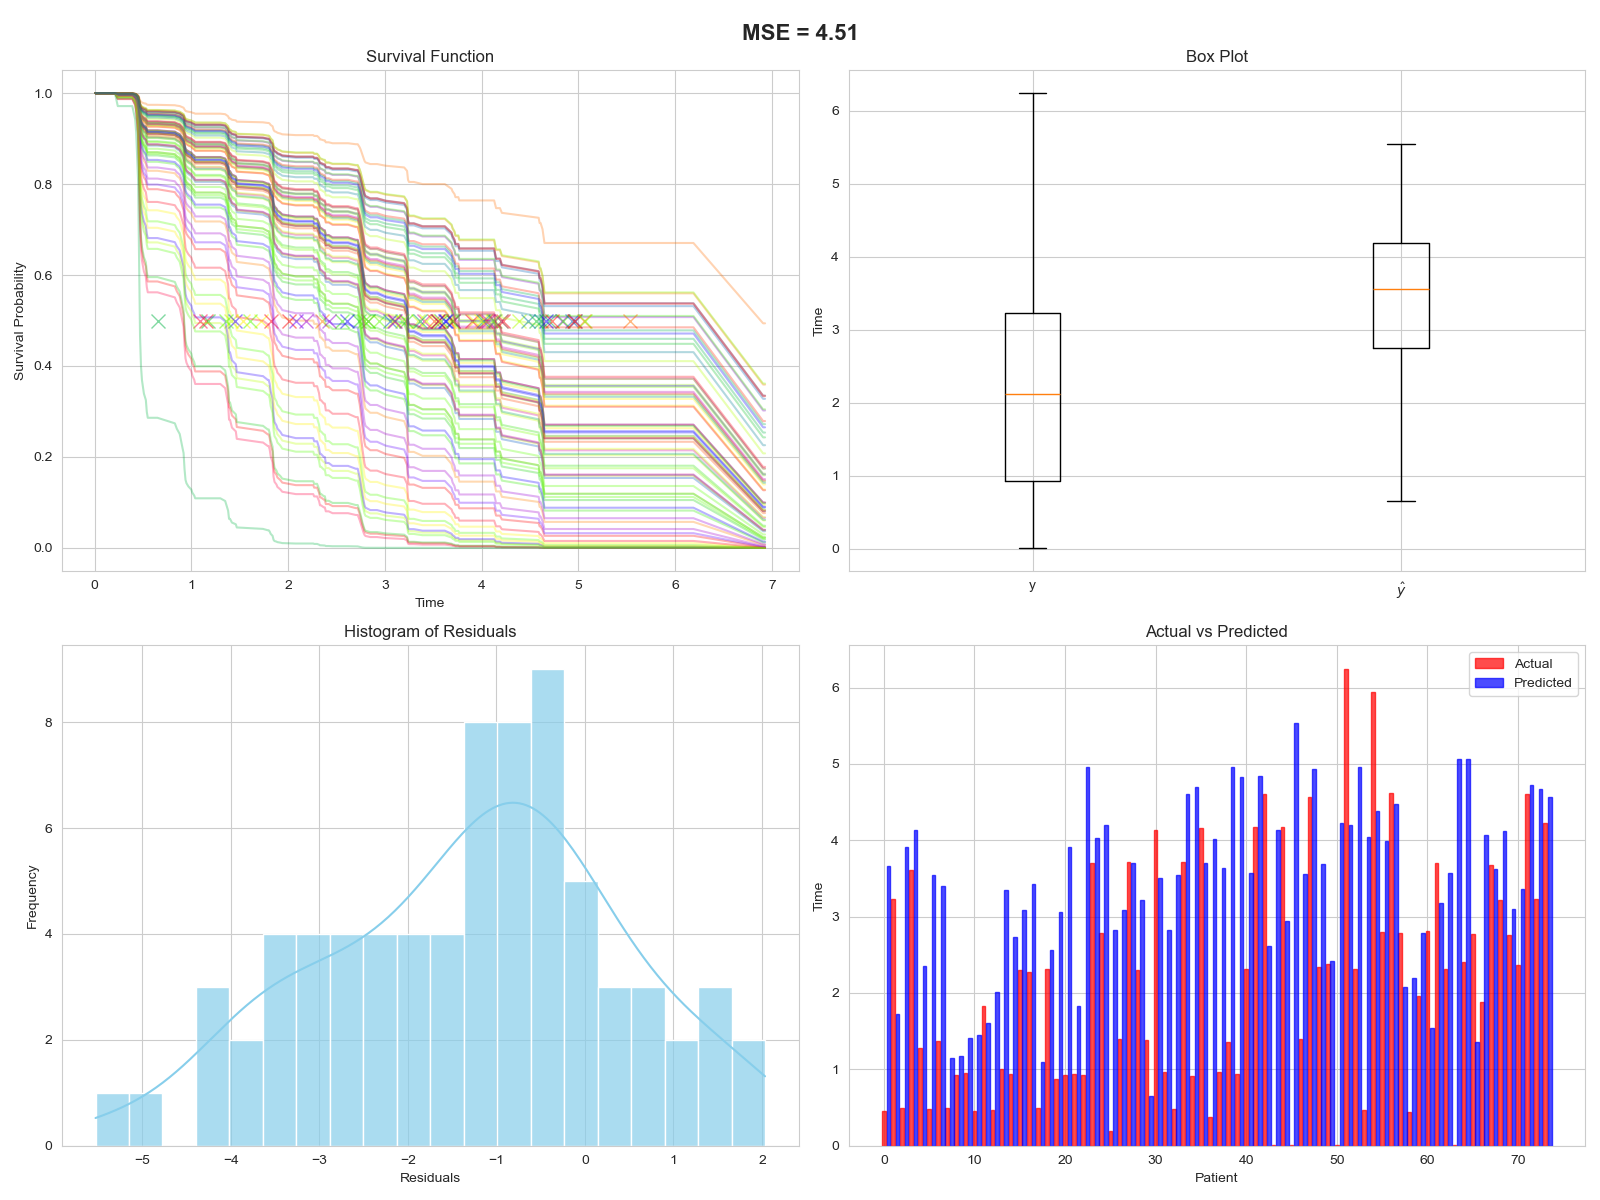 MSE = 4.51
Survival Function
1.0
0.8
0.6
0.4
0.2
0.0
Survival Probability
0 1 2 3 4 5 6 7
Time
Box Plot
6
5
4
3
2
1
0
Time
y ŷ
Histogram of Residuals
8
6
4
2
0
Frequency
−5 −4 −3 −2 −1 0 1 2
Residuals
Actual vs Predicted
Actual
Predicted
6
5
4
3
2
1
0
Time
0 10 20 30 40 50 60 70
Patient